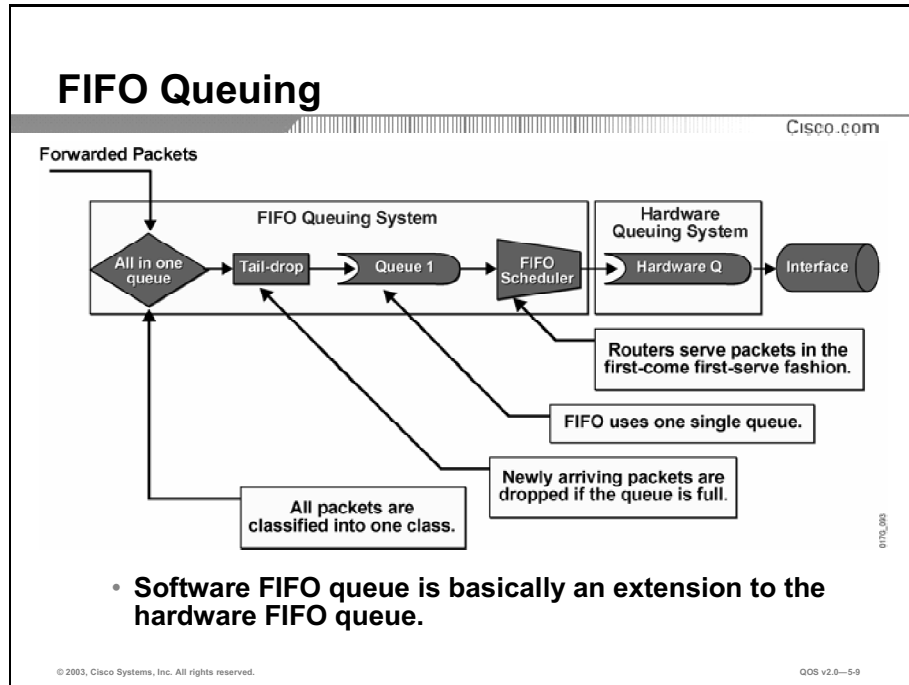 FIFO Queuing
Cisco.com
Forwarded Packets
FIFO Queuing System
Hardware
Queuing System
All in one
queue
Tail-drop
Queue 1
FIFO
Scheduler
Hardware Q
Interface
Routers serve packets in the
first-come first-serve fashion.
FIFO uses one single queue.
Newly arriving packets are
dropped if the queue is full.
All packets are
classified into one class.
017G_093
• Software FIFO queue is basically an extension to the
hardware FIFO queue.
© 2003, Cisco Systems, Inc. All rights reserved.
QOS v2.0—5-9